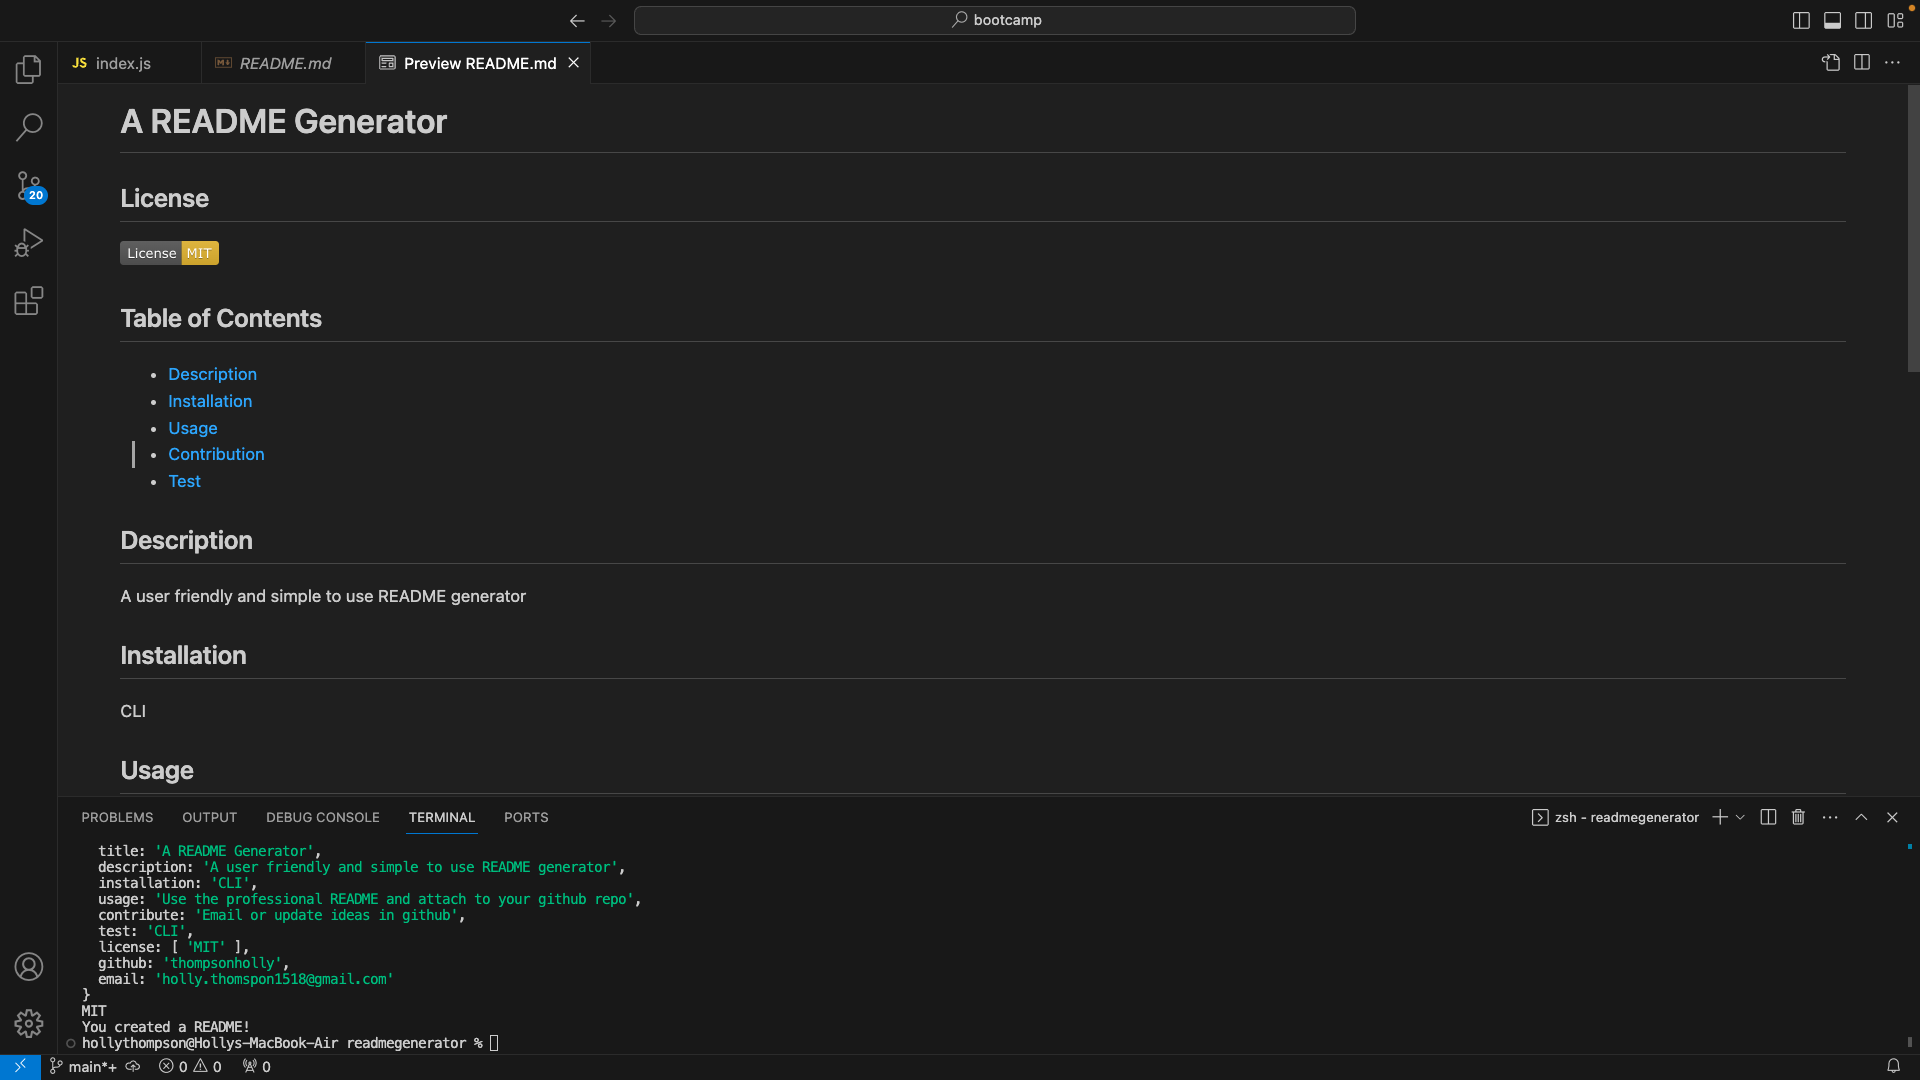 bootcamp
JS index.js
README.md
Preview README.md
A README Generator
License
License MIT
Table of Contents
• Description
• Installation
• Usage
• Contribution
• Test
Description
A user friendly and simple to use README generator
Installation
CLI
Usage
20
PROBLEMS OUTPUT DEBUG CONSOLE TERMINAL PORTS
zsh - readmegenerator
title: 'A README Generator',
description: 'A user friendly and simple to use README generator',
installation: 'CLI',
usage: 'Use the professional README and attach to your github repo',
contribute: 'Email or update ideas in github',
test: 'CLI',
license: [ 'MIT' ],
github: 'thompsonholly',
email: 'holly.thomspon1518@gmail.com'
}
MIT
You created a README!
hollythompson@Hollys-MacBook-Air readmegenerator %
main*+ 0 0 0